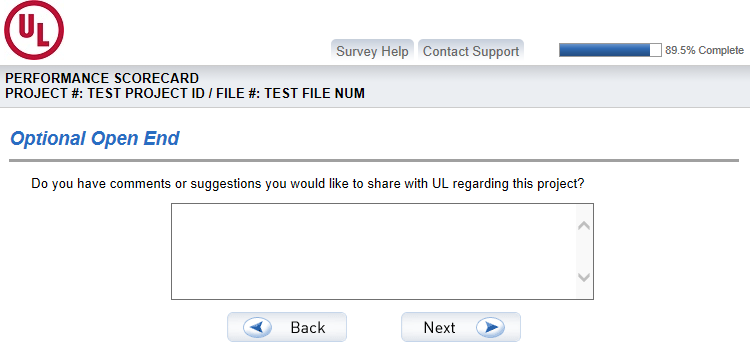 UL
Survey Help
Contact Support
89.5% Complete
PERFORMANCE SCORECARD
PROJECT #: TEST PROJECT ID / FILE #: TEST FILE NUM
Optional Open End
Do you have comments or suggestions you would like to share with UL regarding this project?
Back
Next